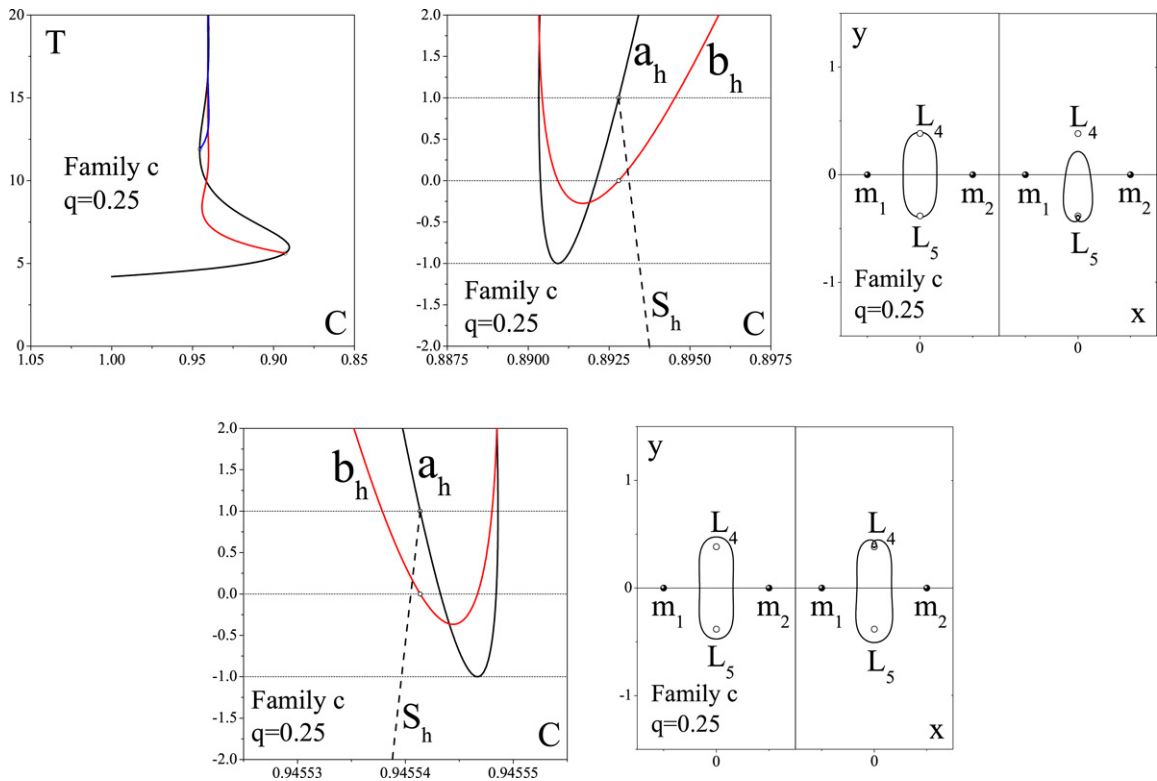 20
15
10
5
0
T
Family c
q=0.25
C
1.05
1.00
0.95
0.90
0.85
2.0
1.5
1.0
0.5
0.0
-0.5
-1.0
-1.5
-2.0
a_h
b_h
Family c
q=0.25
S_h
C
0.8875
0.8900
0.8925
0.8950
0.8975
y
1
0
-1
L_4
L_4
m_1
m_2
m_1
m_2
L_5
L_5
Family c
q=0.25
x
0
0
2.0
1.5
1.0
0.5
0.0
-0.5
-1.0
-1.5
-2.0
b_h
a_h
Family c
q=0.25
S_h
C
0.94553
0.94554
0.94555
y
1
0
-1
L_4
L_4
m_1
m_2
m_1
m_2
L_5
L_5
Family c
q=0.25
x
0
0